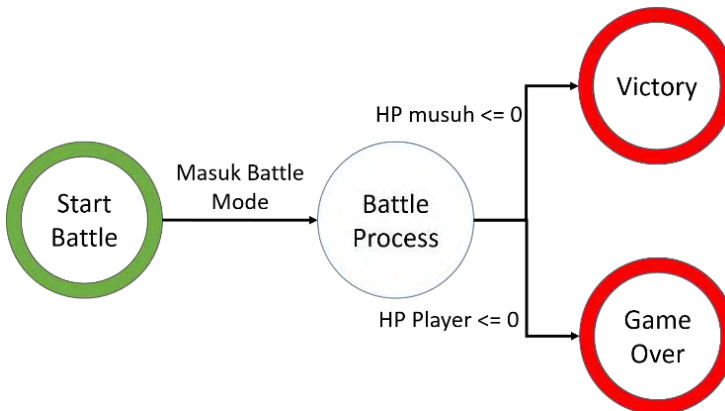 Start
Battle
Masuk Battle
Mode
Battle
Process
HP musuh <= 0
Victory
HP Player <= 0
Game
Over